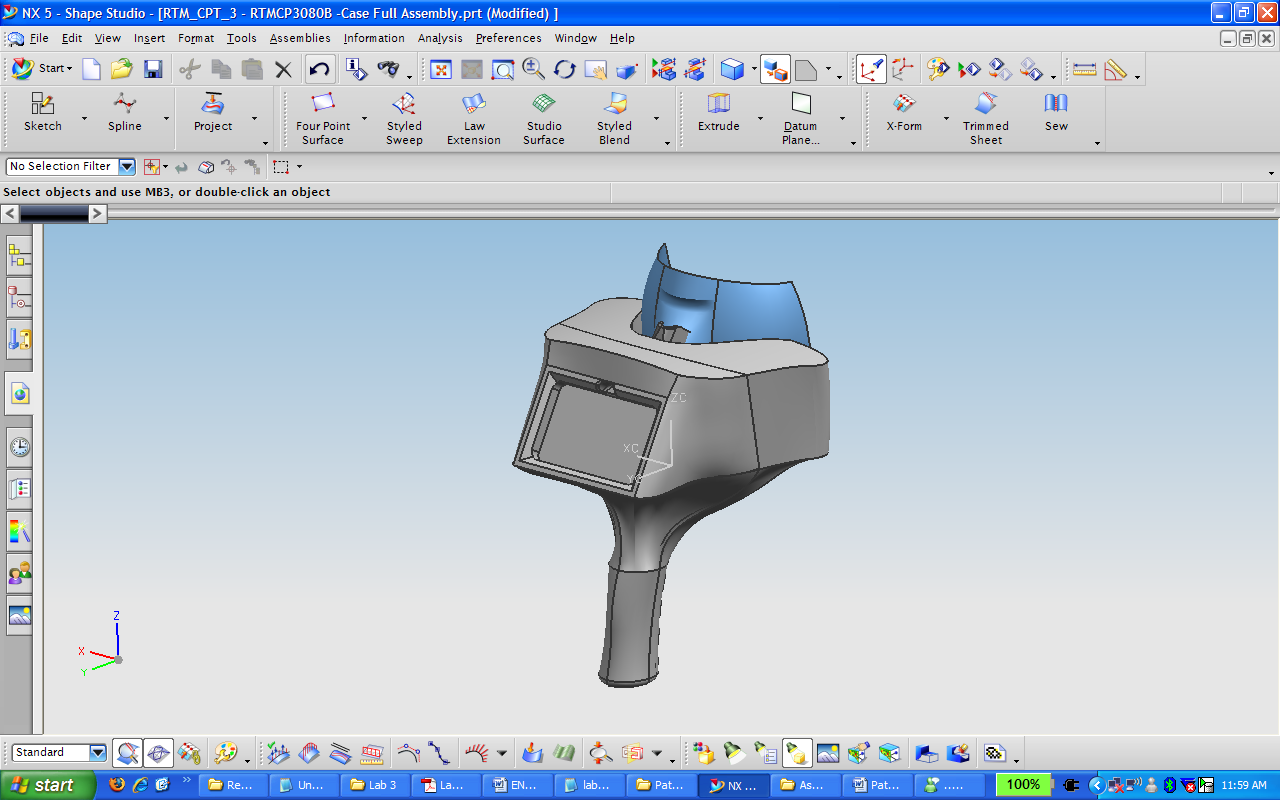 NX 5 - Shape Studio - [RTM_CPT_3 - RTMCP3080B -Case Full Assembly.prt (Modified) ]
File Edit View Insert Format Tools Assemblies Information Analysis Preferences Window Help
Start
Sketch Spline Project Four Point Surface Styled Sweep Law Extension Studio Surface Styled Blend Extrude Datum Plane... X-Form Trimmed Sheet Sew
No Selection Filter
Select objects and use MB3, or double-click an object
ZC
XC
YC
Z
X
Y
Standard
start Re... Un... Lab 3 La... EN... lab... Pat... NX ... As... Pat... ..... 100% 11:59 AM